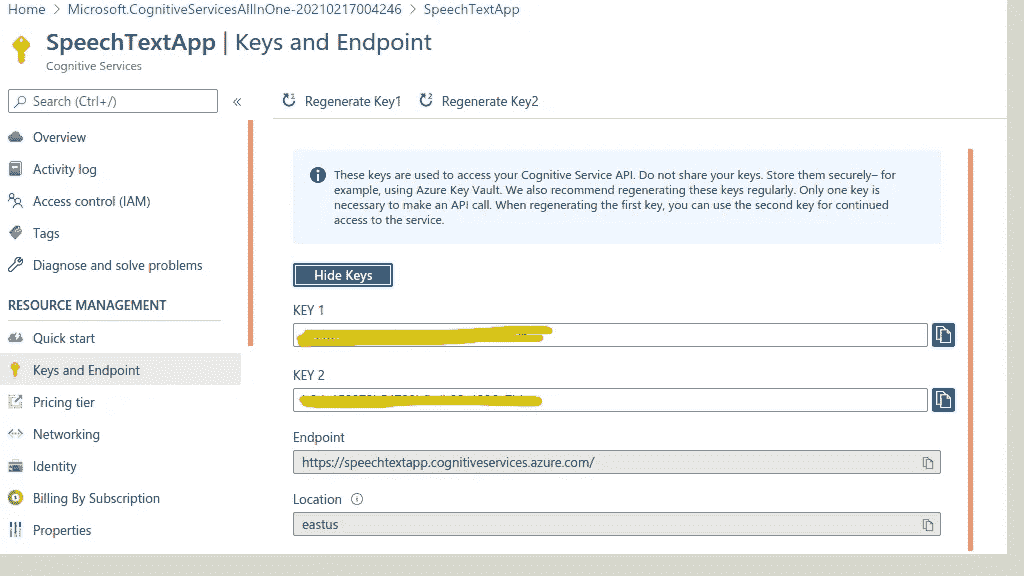 Home > Microsoft.CognitiveServicesAllInOne-20210217004246 > SpeechTextApp
SpeechTextApp | Keys and Endpoint
Cognitive Services
Search (Ctrl+/)
«
Regenerate Key1
Regenerate Key2
Overview
Activity log
Access control (IAM)
Tags
Diagnose and solve problems
RESOURCE MANAGEMENT
Quick start
Keys and Endpoint
Pricing tier
Networking
Identity
Billing By Subscription
Properties
These keys are used to access your Cognitive Service API. Do not share your keys. Store them securely– for
example, using Azure Key Vault. We also recommend regenerating these keys regularly. Only one key is
necessary to make an API call. When regenerating the first key, you can use the second key for continued
access to the service.
Hide Keys
KEY 1
KEY 2
Endpoint
https://speechtextapp.cognitiveservices.azure.com/
Location
eastus